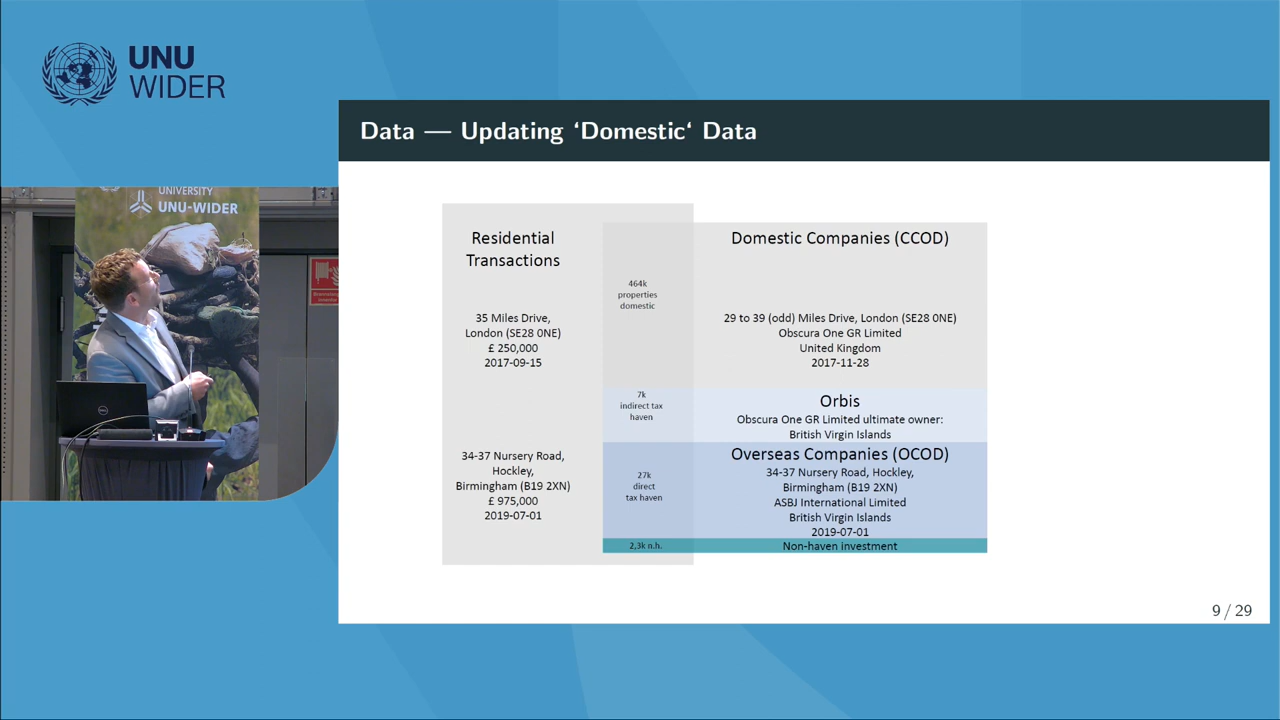 UNU
WIDER
Data — Updating ‘Domestic‘ Data
UNIVERSITY
UNU-WIDER
Residential
Transactions
35 Miles Drive,
London (SE28 0NE)
£ 250,000
2017-09-15
34-37 Nursery Road,
Hockley,
Birmingham (B19 2XN)
£ 975,000
2019-07-01
464k
properties
domestic
7k
indirect tax
haven
27k
direct
tax haven
2,3k n.h.
Domestic Companies (CCOD)
29 to 39 (odd) Miles Drive, London (SE28 0NE)
Obscura One GR Limited
United Kingdom
2017-11-28
Orbis
Obscura One GR Limited ultimate owner:
British Virgin Islands
Overseas Companies (OCOD)
34-37 Nursery Road, Hockley,
Birmingham (B19 2XN)
ASBJ International Limited
British Virgin Islands
2019-07-01
Non-haven investment
9 / 29